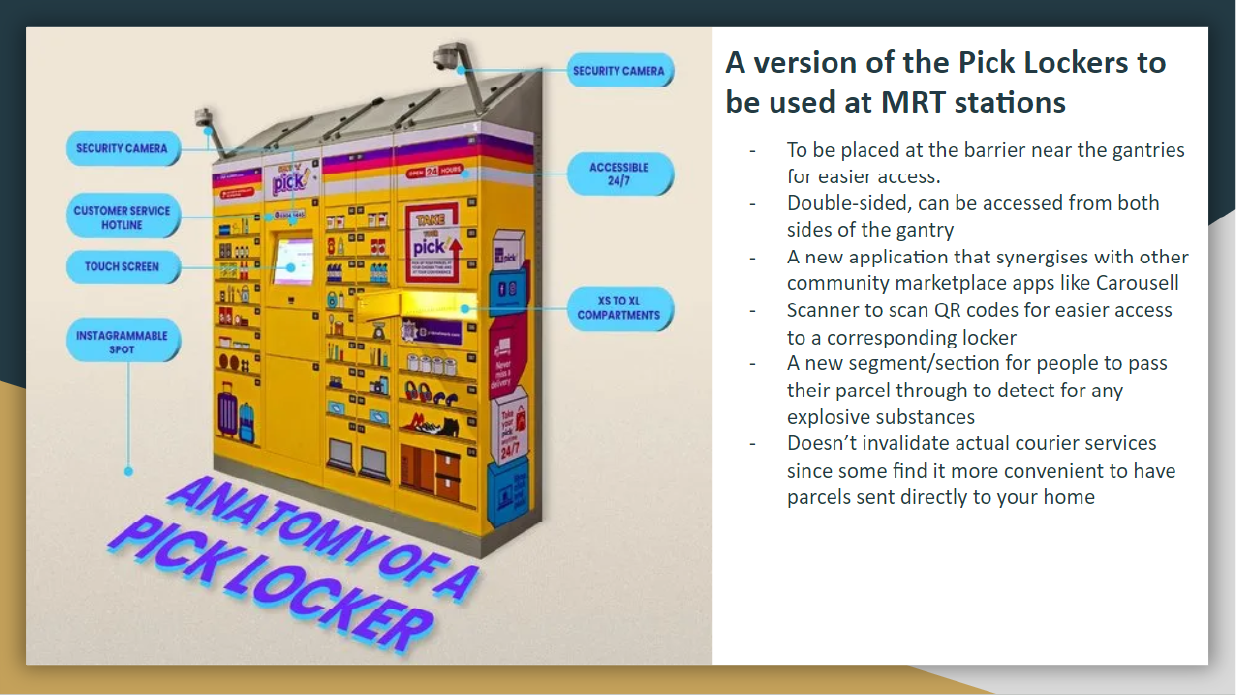 SECURITY CAMERA
SECURITY CAMERA
ACCESSIBLE
24/7
CUSTOMER SERVICE
HOTLINE
TOUCH SCREEN
XS TO XL
COMPARTMENTS
INSTAGRAMMABLE
SPOT
pick
24 HOURS
TAKE
YOUR
pick
pick
Never
miss a
delivery
Take
your
pick
24/7
ANATOMY OF A
PICK LOCKER
A version of the Pick Lockers to
be used at MRT stations
- To be placed at the barrier near the gantries
for easier access.
- Double-sided, can be accessed from both
sides of the gantry
- A new application that synergises with other
community marketplace apps like Carousell
- Scanner to scan QR codes for easier access
to a corresponding locker
- A new segment/section for people to pass
their parcel through to detect for any
explosive substances
- Doesn’t invalidate actual courier services
since some find it more convenient to have
parcels sent directly to your home